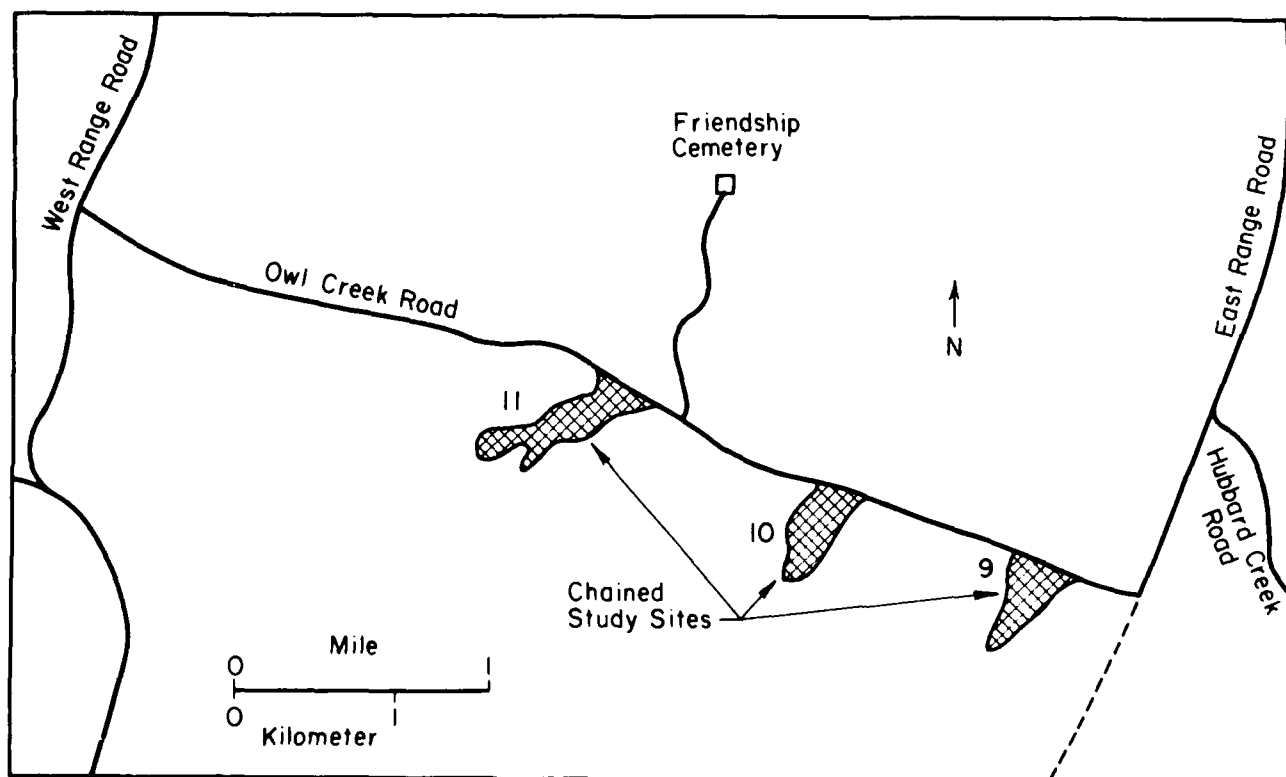 West Range Road
Friendship
Cemetery
East Range Road
Owl Creek Road
N
11
Hubbard Creek
Road
10
9
Chained
Study Sites
Mile
0 1
0 1
Kilometer